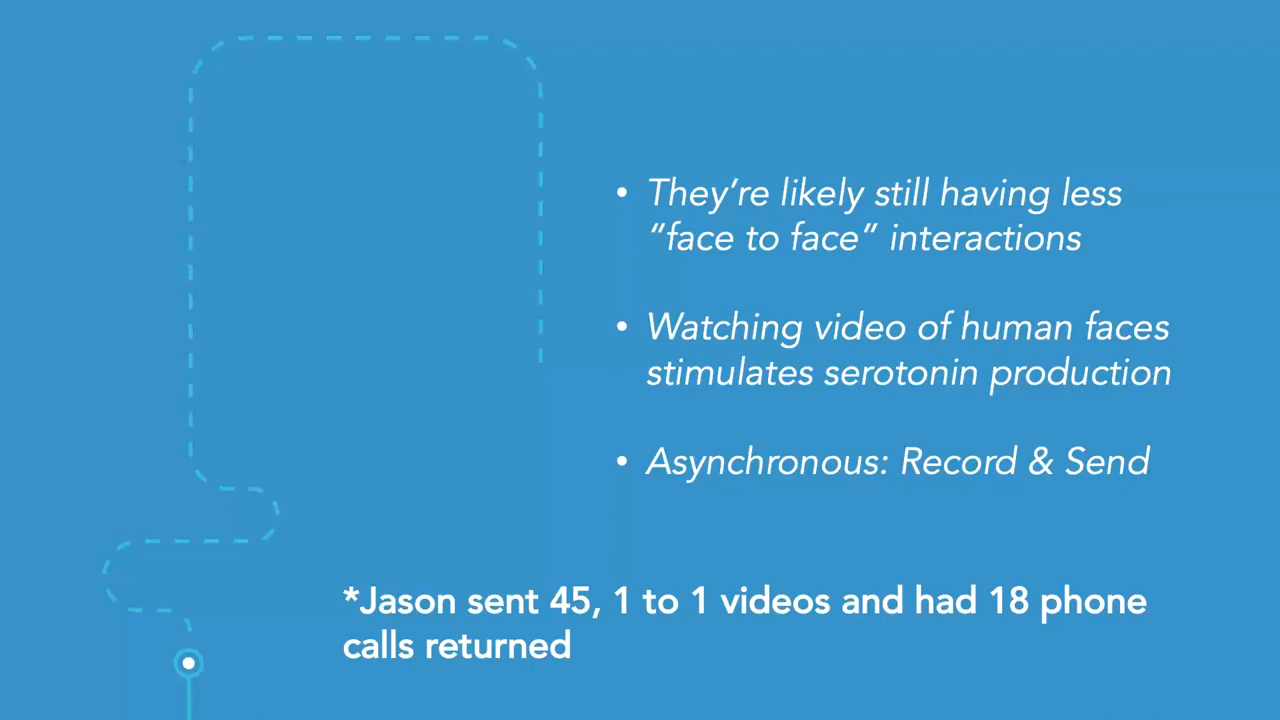 • They’re likely still having less
“face to face” interactions
• Watching video of human faces
stimulates serotonin production
• Asynchronous: Record & Send
*Jason sent 45, 1 to 1 videos and had 18 phone
calls returned